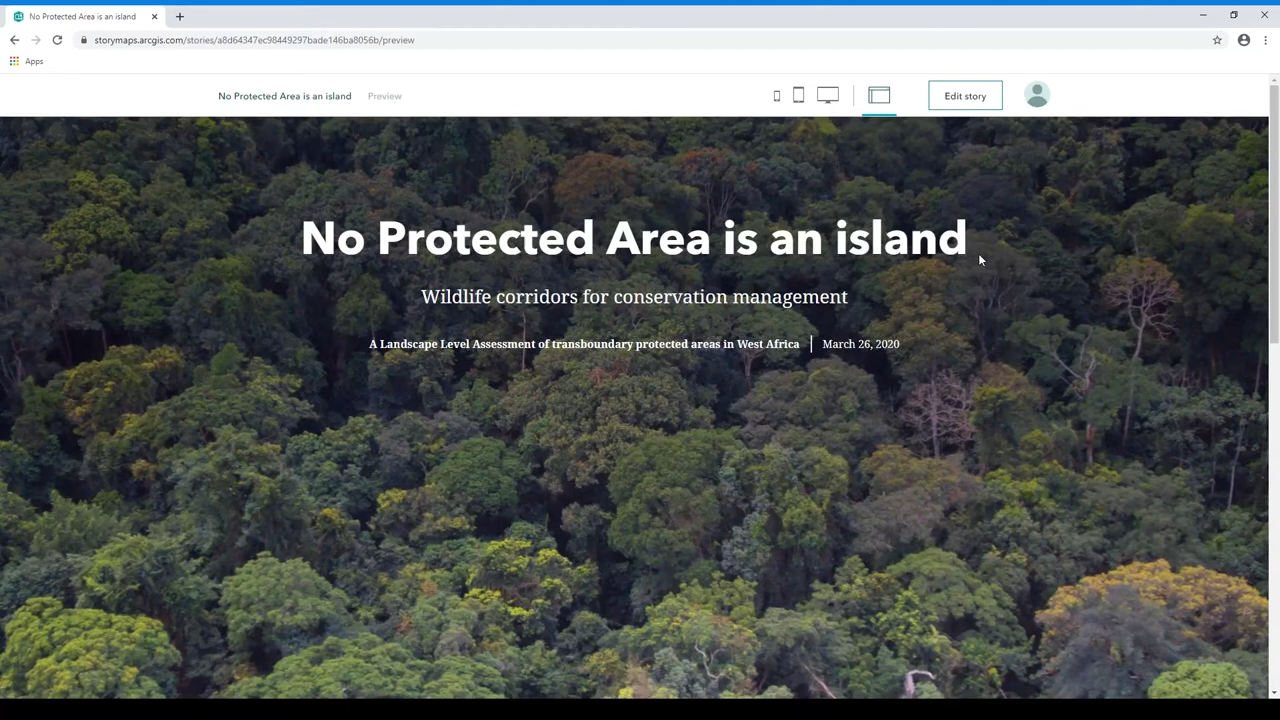 No Protected Area is an island
storymaps.arcgis.com/stories/a8d64347ec98449297bade146ba8056b/preview
Apps
No Protected Area is an island Preview
Edit story
No Protected Area is an island
Wildlife corridors for conservation management
A Landscape Level Assessment of transboundary protected areas in West Africa | March 26, 2020